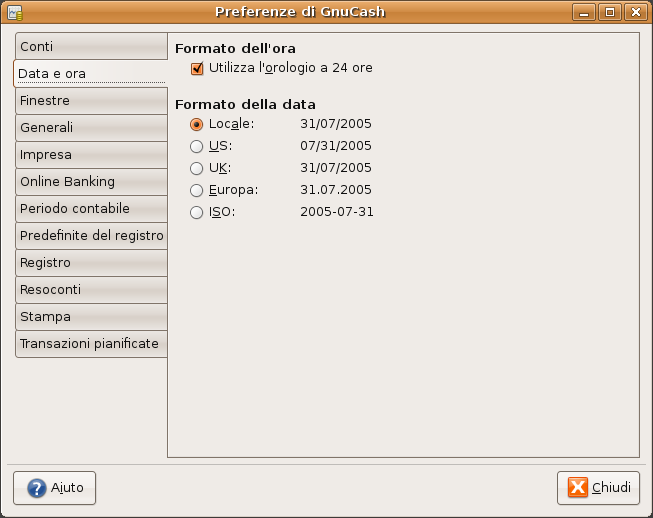 Preferenze di GnuCash
Conti
Data e ora
Finestre
Generali
Impresa
Online Banking
Periodo contabile
Predefinite del registro
Registro
Resoconti
Stampa
Transazioni pianificate
Formato dell'ora
Utilizza l'orologio a 24 ore
Formato della data
Locale: 31/07/2005
US: 07/31/2005
UK: 31/07/2005
Europa: 31.07.2005
ISO: 2005-07-31
Aiuto
Chiudi